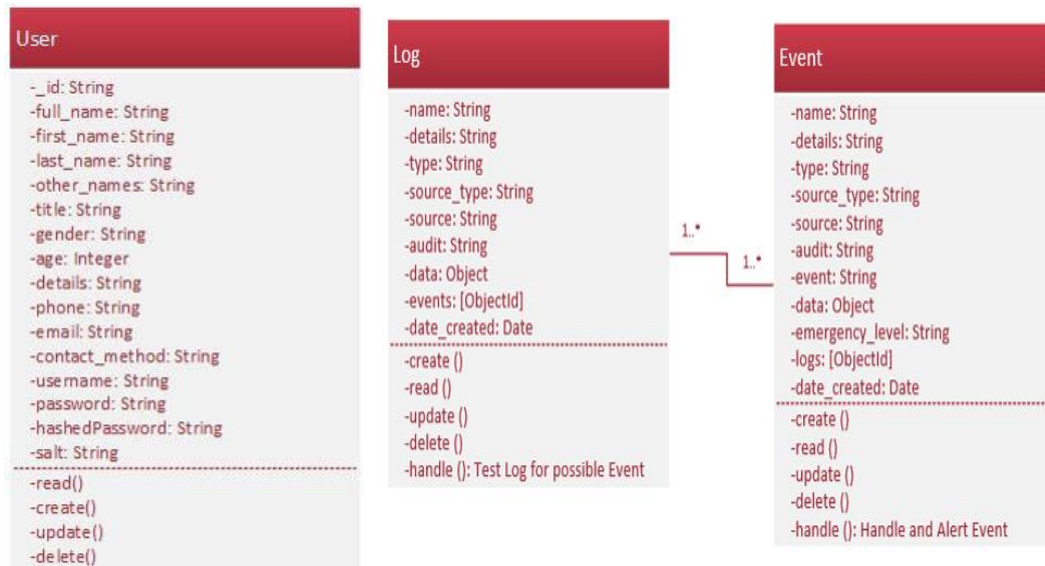 User
-_id: String
-full_name: String
-first_name: String
-last_name: String
-other_names: String
-title: String
-gender: String
-age: Integer
-details: String
-phone: String
-email: String
-contact_method: String
-username: String
-password: String
-hashedPassword: String
-salt: String
-read()
-create()
-update()
-delete()
Log
-name: String
-details: String
-type: String
-source_type: String
-source: String
-audit: String
-data: Object
-events: [ObjectId]
-date_created: Date
-create ()
-read ()
-update ()
-delete ()
-handle (): Test Log for possible Event
1..*
1..*
Event
-name: String
-details: String
-type: String
-source_type: String
-source: String
-audit: String
-event: String
-data: Object
-emergency_level: String
-logs: [ObjectId]
-date_created: Date
-create ()
-read ()
-update ()
-delete ()
-handle (): Handle and Alert Event